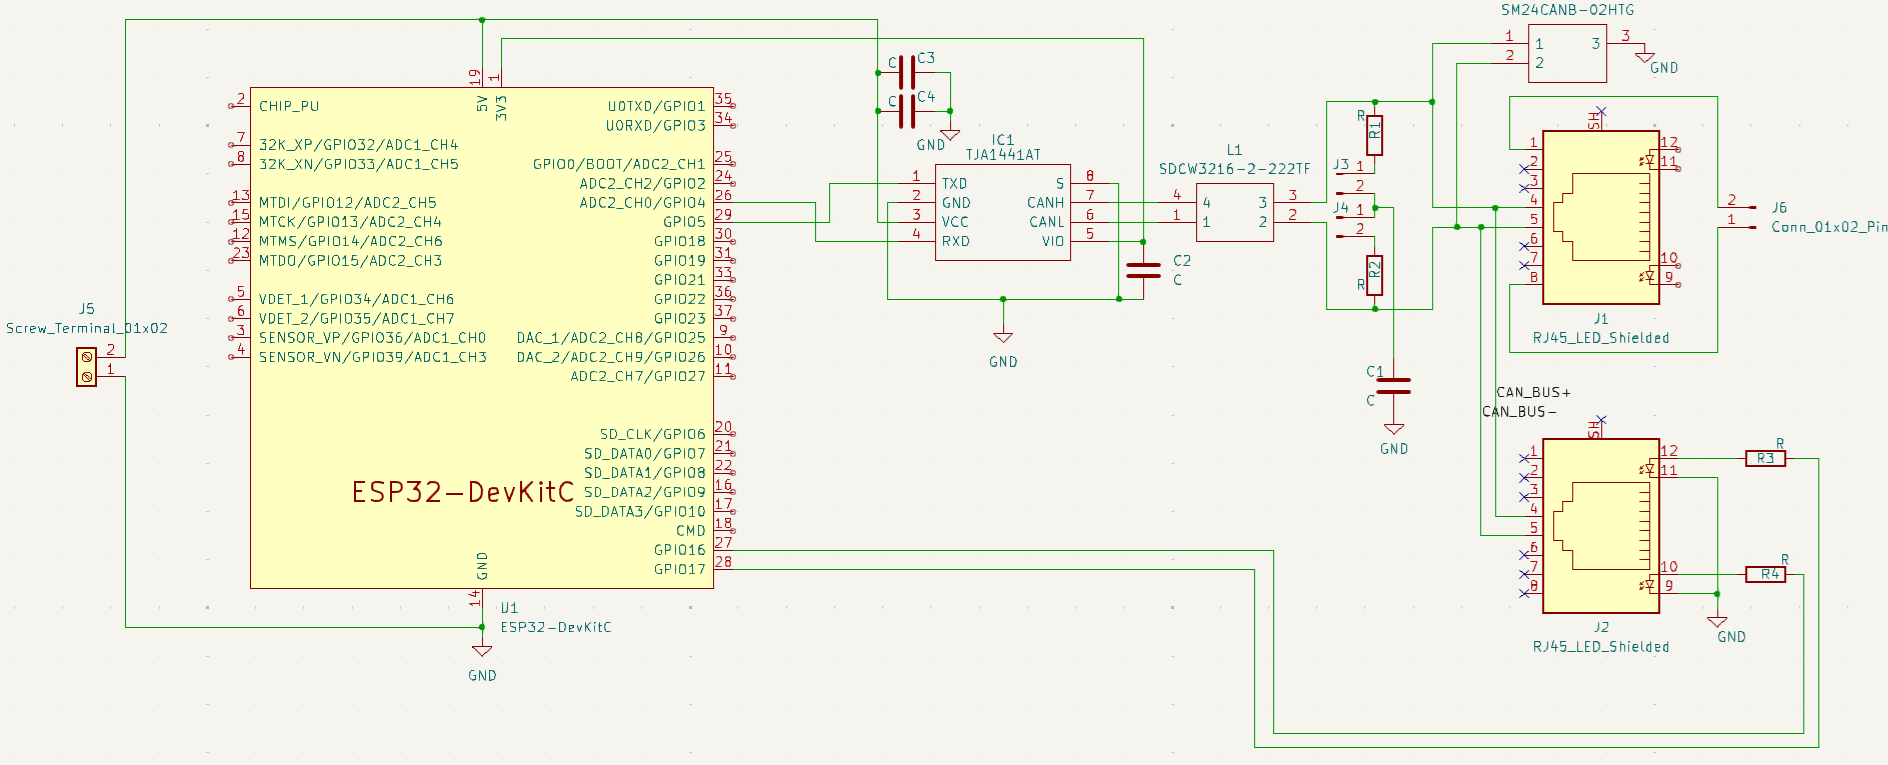 SM24CANB-02HTG
1 1 3 3
2 2
GND
19 1
5V 3V3
C C3
C C4
GND
2 CHIP_PU
7 32K_XP/GPIO32/ADC1_CH4
8 32K_XN/GPIO33/ADC1_CH5
13 MTDI/GPIO12/ADC2_CH5
15 MTCK/GPIO13/ADC2_CH4
12 MTMS/GPIO14/ADC2_CH6
23 MTDO/GPIO15/ADC2_CH3
5 VDET_1/GPIO34/ADC1_CH6
6 VDET_2/GPIO35/ADC1_CH7
3 SENSOR_VP/GPIO36/ADC1_CH0
4 SENSOR_VN/GPIO39/ADC1_CH3
U0TXD/GPIO1 35
U0RXD/GPIO3 34
GPIO0/BOOT/ADC2_CH1 25
ADC2_CH2/GPIO2 24
ADC2_CH0/GPIO4 26
GPIO5 29
GPIO18 30
GPIO19 31
GPIO21 33
GPIO22 36
GPIO23 37
DAC_1/ADC2_CH8/GPIO25 9
DAC_2/ADC2_CH9/GPIO26 10
ADC2_CH7/GPIO27 11
SD_CLK/GPIO6 20
SD_DATA0/GPIO7 21
SD_DATA1/GPIO8 22
SD_DATA2/GPIO9 16
SD_DATA3/GPIO10 17
CMD 18
GPIO16 27
GPIO17 28
ESP32-DevKitC
GND
14
U1
ESP32-DevKitC
GND
J5
Screw_Terminal_01x02
2
1
IC1
TJA1441AT
1 TXD S 8
2 GND CANH 7
3 VCC CANL 6
4 RXD VIO 5
GND
C2
C
L1
SDCW3216-2-222TF
4 4 3 3
1 1 2 2
R R1
J3 1
2
J4 1
2
R R2
C1
C
GND
SH
1 12
2 11
3
4
5
6
7 10
8 9
J1
RJ45_LED_Shielded
2 J6
1 Conn_01x02_Pin
CAN_BUS+
CAN_BUS-
SH
1 12
2 11
3
4
5
6
7 10
8 9
J2
RJ45_LED_Shielded
R
R3
R
R4
GND